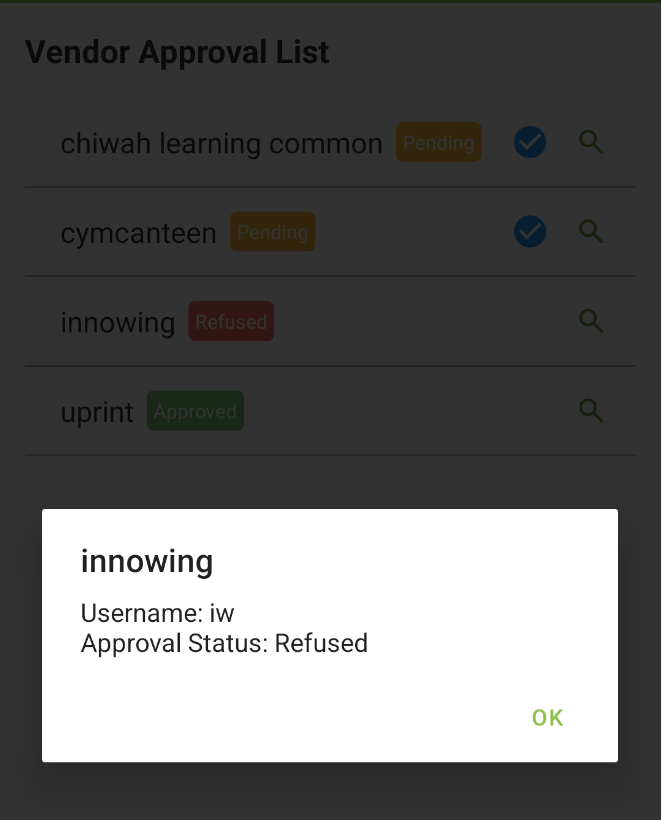 Vendor Approval List
chiwah learning common Pending
cymcanteen Pending
innowing Refused
uprint Approved
innowing
Username: iw
Approval Status: Refused
OK